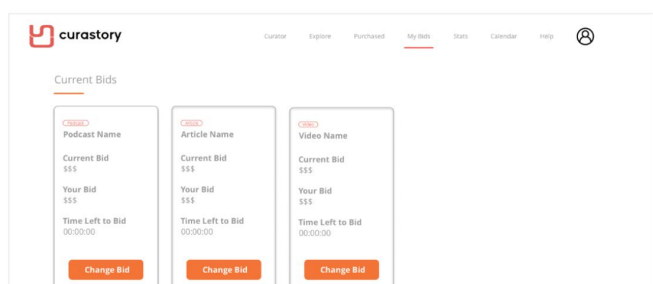 curastory
Curator Explore Purchased My Bids Stats Calendar Help
Current Bids
Podcast
Podcast Name
Current Bid
$$$
Your Bid
$$$
Time Left to Bid
00:00:00
Change Bid
Article
Article Name
Current Bid
$$$
Your Bid
$$$
Time Left to Bid
00:00:00
Change Bid
Video
Video Name
Current Bid
$$$
Your Bid
$$$
Time Left to Bid
00:00:00
Change Bid